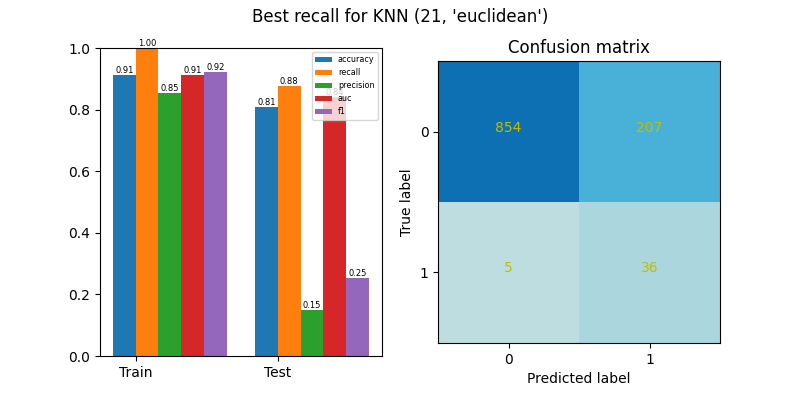 Best recall for KNN (21, 'euclidean')
1.0
0.8
0.6
0.4
0.2
0.0
0.91
1.00
0.85
0.91
0.92
0.81
0.88
0.15
0.25
accuracy
recall
precision
auc
f1
Train
Test
Confusion matrix
True label
0
1
854
207
5
36
0
1
Predicted label